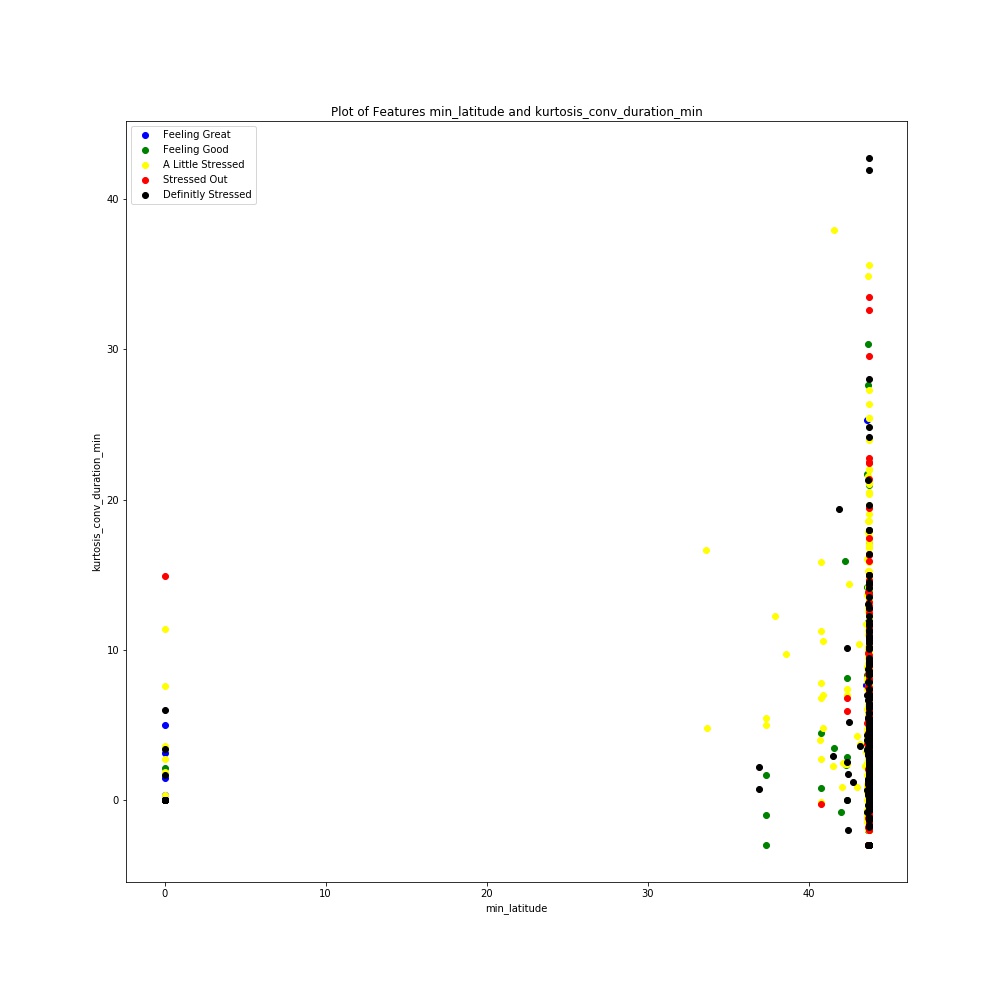 Plot of Features min_latitude and kurtosis_conv_duration_min
Feeling Great
Feeling Good
A Little Stressed
Stressed Out
Definitly Stressed
kurtosis_conv_duration_min
40
30
20
10
0
0 10 20 30 40
min_latitude